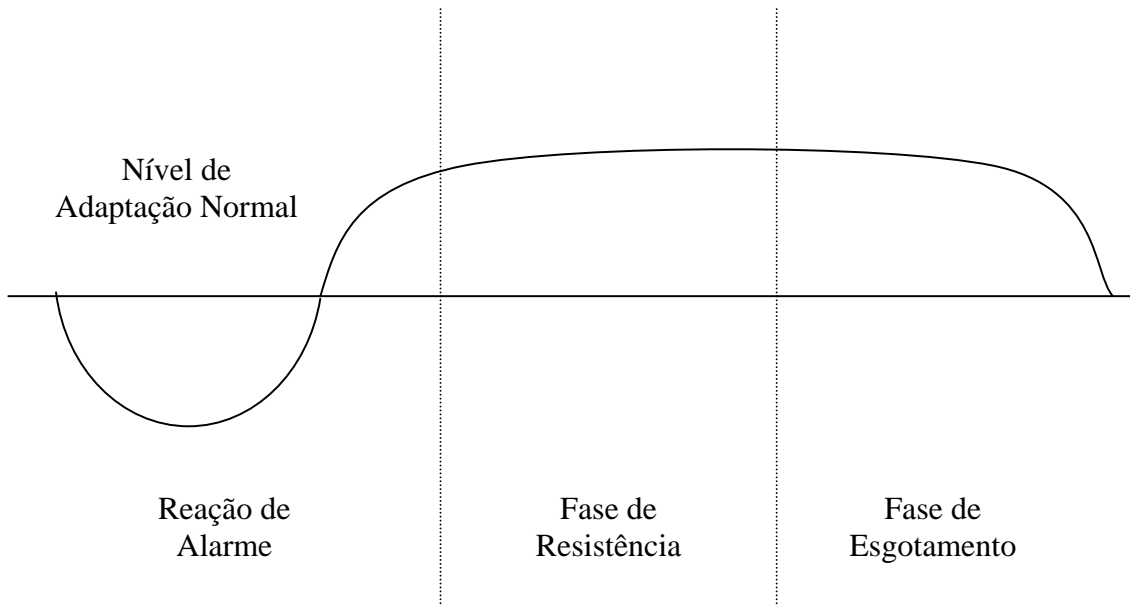 Nível de
Adaptação Normal
Reação de
Alarme
Fase de
Resistência
Fase de
Esgotamento